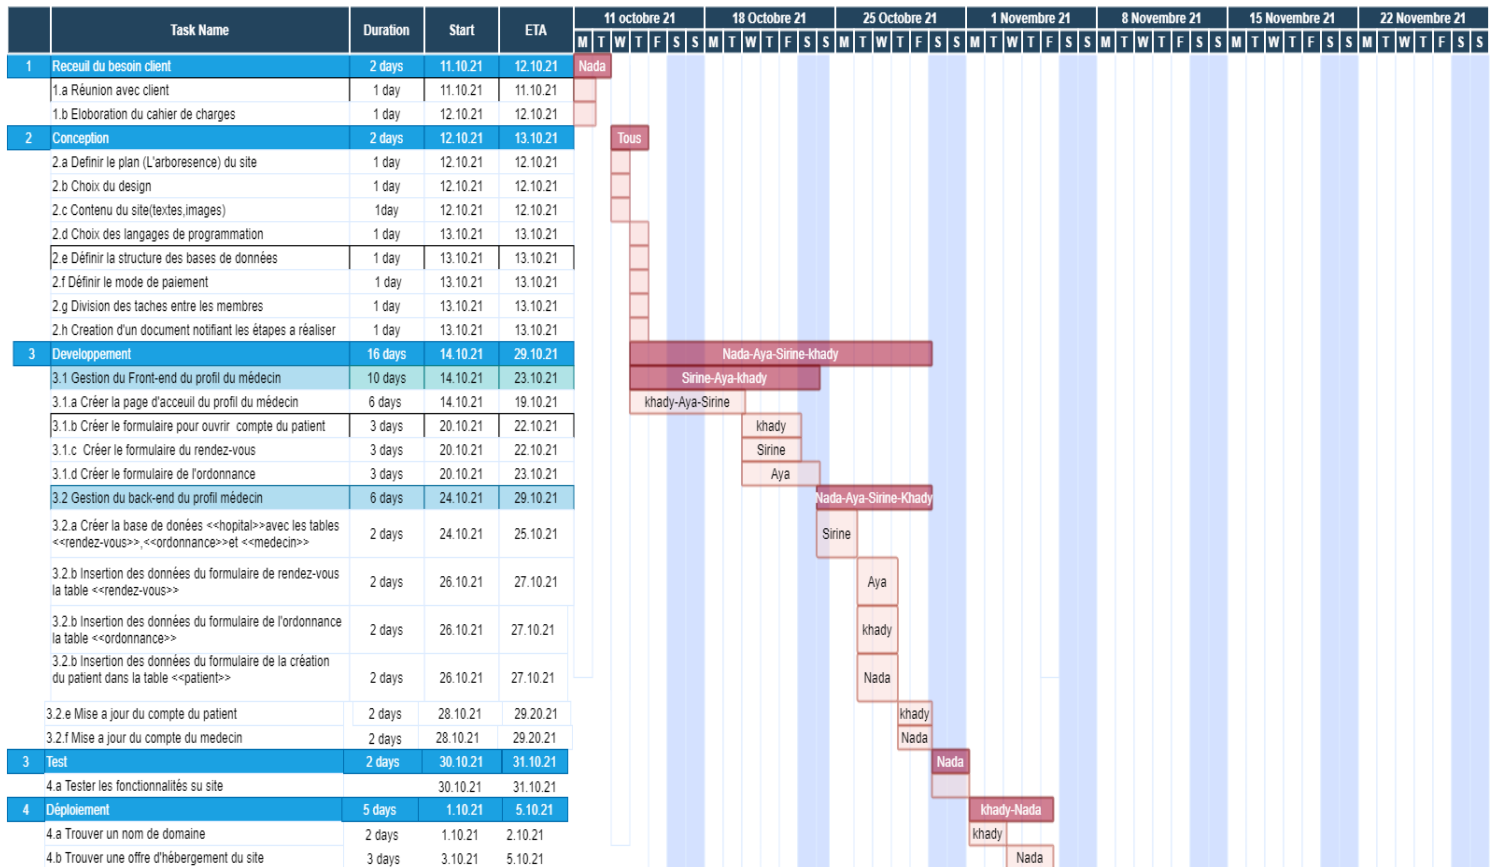 Task Name Duration Start ETA 11 octobre 21 18 Octobre 21 25 Octobre 21 1 Novembre 21 8 Novembre 21 15 Novembre 21 22 Novembre 21
M T W T F S S M T W T F S S M T W T F S S M T W T F S S M T W T F S S M T W T F S S M T W T F S S
1 Receuil du besoin client 2 days 11.10.21 12.10.21 Nada
1.a Réunion avec client 1 day 11.10.21 11.10.21
1.b Eloboration du cahier de charges 1 day 12.10.21 12.10.21
2 Conception 2 days 12.10.21 13.10.21 Tous
2.a Definir le plan (L'arboresence) du site 1 day 12.10.21 12.10.21
2.b Choix du design 1 day 12.10.21 12.10.21
2.c Contenu du site(textes,images) 1day 12.10.21 12.10.21
2.d Choix des langages de programmation 1 day 13.10.21 13.10.21
2.e Définir la structure des bases de données 1 day 13.10.21 13.10.21
2.f Définir le mode de paiement 1 day 13.10.21 13.10.21
2.g Division des taches entre les membres 1 day 13.10.21 13.10.21
2.h Creation d'un document notifiant les étapes a réaliser 1 day 13.10.21 13.10.21
3 Developpement 16 days 14.10.21 29.10.21 Nada-Aya-Sirine-khady
3.1 Gestion du Front-end du profil du médecin 10 days 14.10.21 23.10.21 Sirine-Aya-khady
3.1.a Créer la page d'acceuil du profil du médecin 6 days 14.10.21 19.10.21 khady-Aya-Sirine
3.1.b Créer le formulaire pour ouvrir compte du patient 3 days 20.10.21 22.10.21 khady
3.1.c Créer le formulaire du rendez-vous 3 days 20.10.21 22.10.21 Sirine
3.1.d Créer le formulaire de l'ordonnance 3 days 20.10.21 23.10.21 Aya
3.2 Gestion du back-end du profil médecin 6 days 24.10.21 29.10.21 Nada-Aya-Sirine-Khady
3.2.a Créer la base de donées <<hopital>>avec les tables
<<rendez-vous>>,<<ordonnance>>et <<medecin>> 2 days 24.10.21 25.10.21 Sirine
3.2.b Insertion des données du formulaire de rendez-vous
la table <<rendez-vous>> 2 days 26.10.21 27.10.21 Aya
3.2.b Insertion des données du formulaire de l'ordonnance
la table <<ordonnance>> 2 days 26.10.21 27.10.21 khady
3.2.b Insertion des données du formulaire de la création
du patient dans la table <<patient>> 2 days 26.10.21 27.10.21 Nada
3.2.e Mise a jour du compte du patient 2 days 28.10.21 29.20.21 khady
3.2.f Mise a jour du compte du medecin 2 days 28.10.21 29.20.21 Nada
3 Test 2 days 30.10.21 31.10.21 Nada
4.a Tester les fonctionnalités su site 30.10.21 31.10.21
4 Déploiement 5 days 1.10.21 5.10.21 khady-Nada
4.a Trouver un nom de domaine 2 days 1.10.21 2.10.21 khady
4.b Trouver une offre d'hébergement du site 3 days 3.10.21 5.10.21 Nada